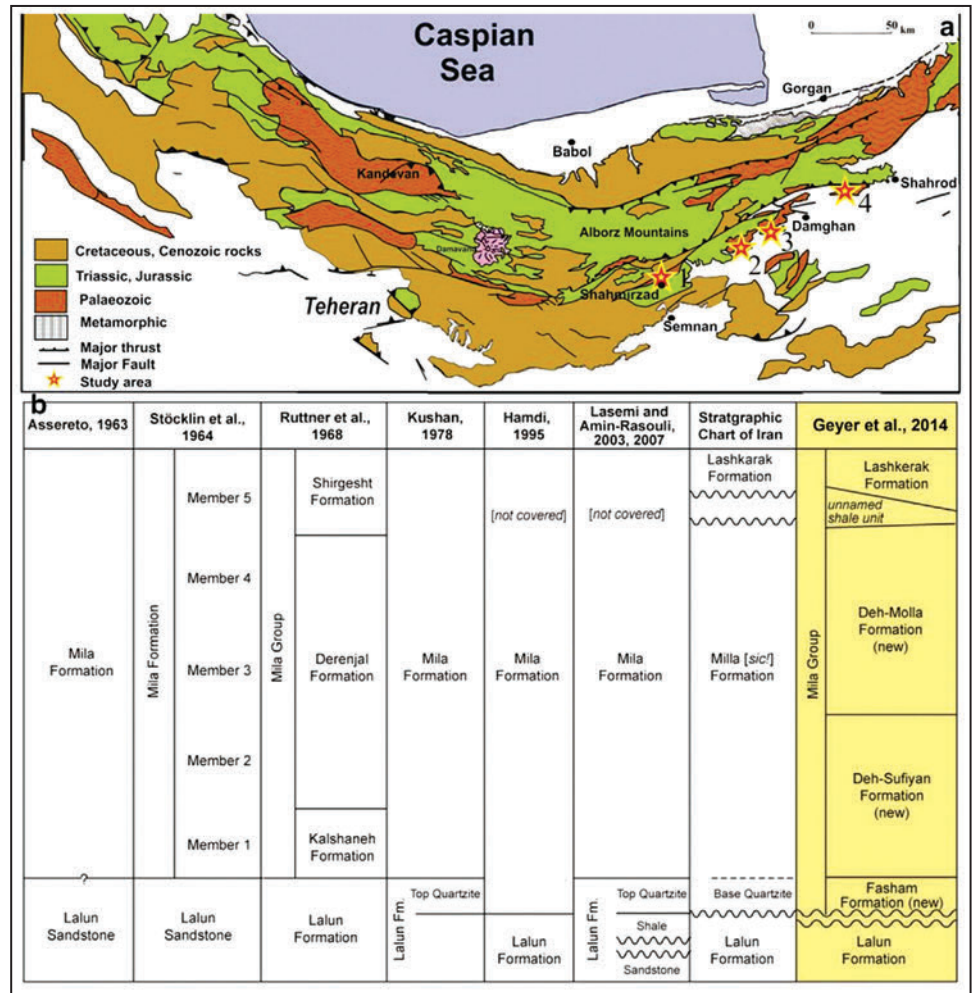 a
0 50
km
Caspian
Sea
Gorgan
Babol
Kandevan
Shahrod
4
Alborz Mountains
Damghan
3
2
Damavand
1
Shahmirzad
Teheran
Semnan
Cretaceous, Cenozoic rocks
Triassic, Jurassic
Palaeozoic
Metamorphic
Major thrust
Major Fault
Study area
b
Assereto, 1963
Stöcklin et al.,
1964
Ruttner et al.,
1968
Kushan,
1978
Hamdi,
1995
Lasemi and
Amin-Rasouli,
2003, 2007
Stratgraphic
Chart of Iran
Geyer et al., 2014
Mila
Formation
?
Lalun
Sandstone
Mila Formation
Member 5
Member 4
Member 3
Member 2
Member 1
Lalun
Sandstone
Mila Group
Shirgesht
Formation
Derenjal
Formation
Kalshaneh
Formation
Lalun
Formation
Mila
Formation
Lalun Fm.
Top Quartzite
[not covered]
Mila
Formation
Lalun
Formation
[not covered]
Mila
Formation
Lalun Fm.
Top Quartzite
Shale
Sandstone
Lashkarak
Formation
Milla [sic!]
Formation
Base Quartzite
Lalun
Formation
Mila Group
Lashkerak
Formation
unnamed
shale unit
Deh-Molla
Formation
(new)
Deh-Sufiyan
Formation
(new)
Fasham
Formation (new)
Lalun
Formation